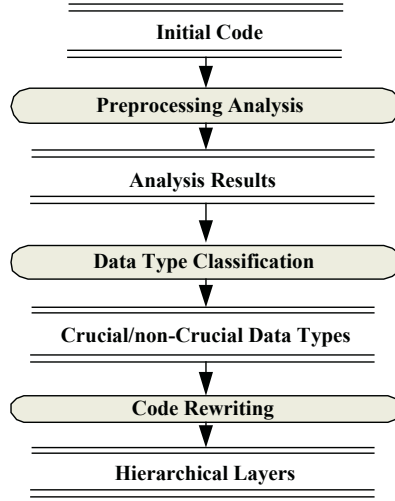 Initial Code
Preprocessing Analysis
Analysis Results
Data Type Classification
Crucial/non-Crucial Data Types
Code Rewriting
Hierarchical Layers